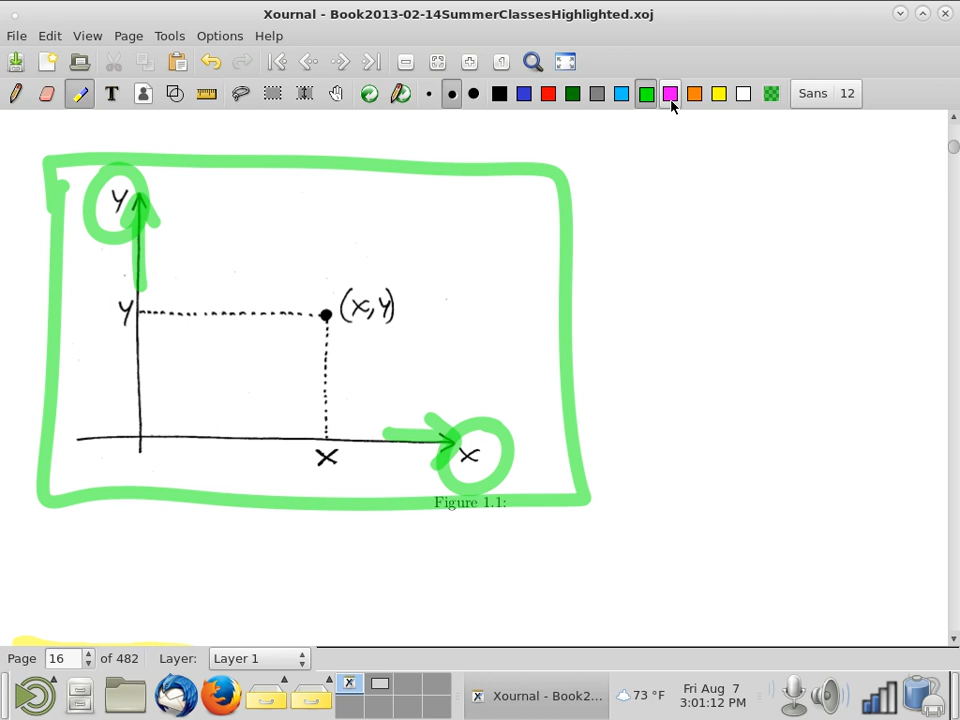 Xournal - Book2013-02-14SummerClassesHighlighted.xoj
File Edit View Page Tools Options Help
T Sans 12
Y
Y (X,Y)
X X
Figure 1.1:
Page 16 of 482 Layer: Layer 1
Xournal - Book2... 73 °F Fri Aug 7
3:01:12 PM